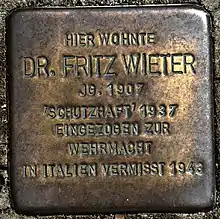 HIER WOHNTE
DR. FRITZ WIETER
JG. 1907
'SCHUTZHAFT' 1937
EINGEZOGEN ZUR
WEHRMACHT
IN ITALIEN VERMISST 1943